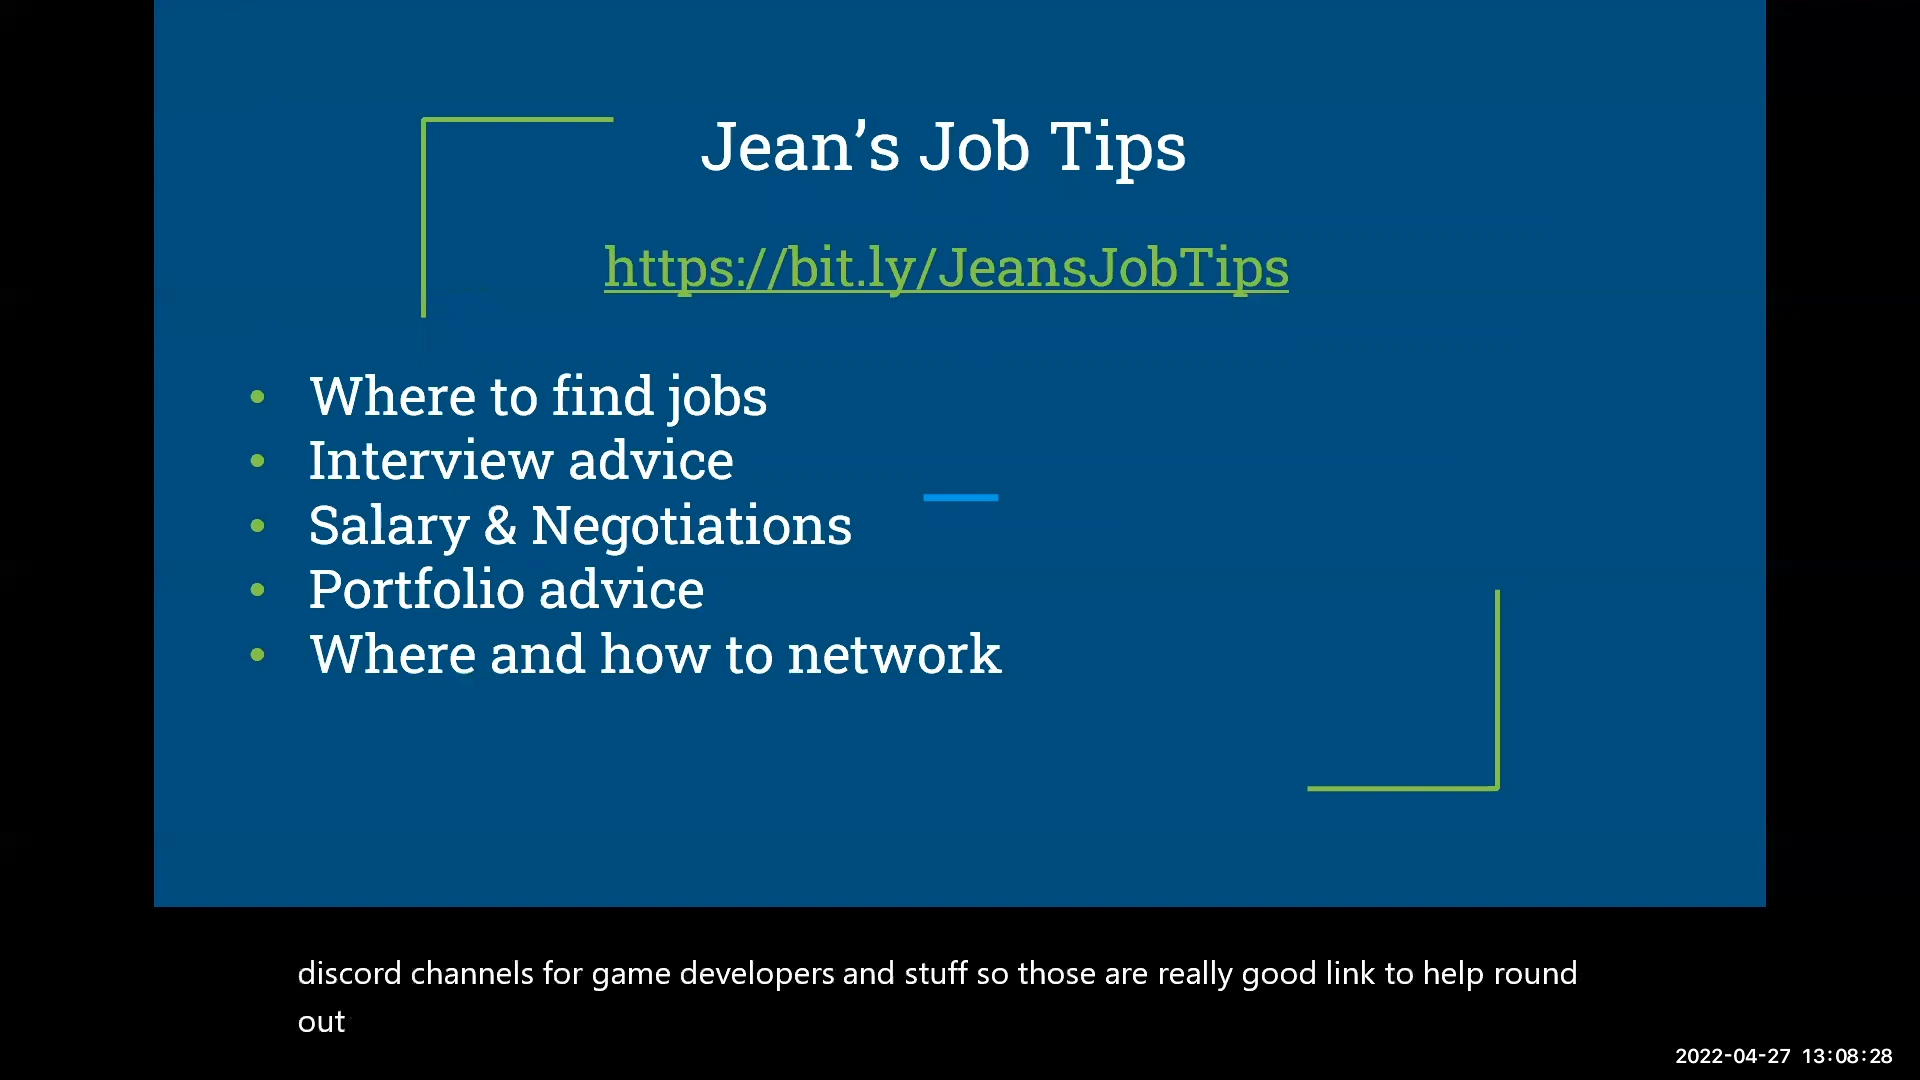 Jean’s Job Tips
https://bit.ly/JeansJobTips
• Where to find jobs
• Interview advice
• Salary & Negotiations
• Portfolio advice
• Where and how to network
discord channels for game developers and stuff so those are really good link to help round
out
2022-04-27 13:08:28